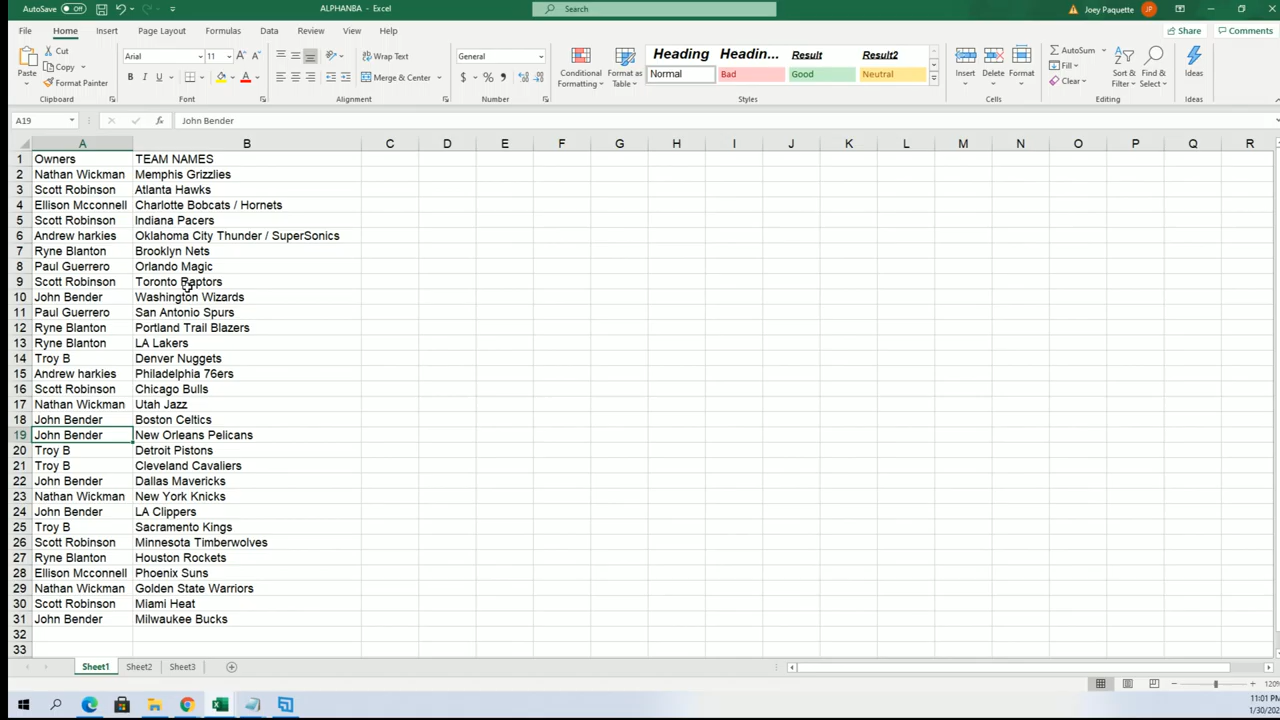 AutoSave Off ALPHANBA - Excel Search Joey Paquette JP
File Home Insert Page Layout Formulas Data Review View Help Share Comments
Paste Cut Copy Format Painter Clipboard
Arial 11 Font
Wrap Text Merge & Center Alignment
General Number
Conditional Formatting Format as Table
Heading Headin... Result Result2
Normal Bad Good Neutral
Styles
Insert Delete Format Cells
AutoSum Fill Clear Sort & Filter Find & Select Editing
Ideas Ideas
A19 fx John Bender
A B C D E F G H I J K L M N O P Q R
1 Owners TEAM NAMES
2 Nathan Wickman Memphis Grizzlies
3 Scott Robinson Atlanta Hawks
4 Ellison Mcconnell Charlotte Bobcats / Hornets
5 Scott Robinson Indiana Pacers
6 Andrew harkies Oklahoma City Thunder / SuperSonics
7 Ryne Blanton Brooklyn Nets
8 Paul Guerrero Orlando Magic
9 Scott Robinson Toronto Raptors
10 John Bender Washington Wizards
11 Paul Guerrero San Antonio Spurs
12 Ryne Blanton Portland Trail Blazers
13 Ryne Blanton LA Lakers
14 Troy B Denver Nuggets
15 Andrew harkies Philadelphia 76ers
16 Scott Robinson Chicago Bulls
17 Nathan Wickman Utah Jazz
18 John Bender Boston Celtics
19 John Bender New Orleans Pelicans
20 Troy B Detroit Pistons
21 Troy B Cleveland Cavaliers
22 John Bender Dallas Mavericks
23 Nathan Wickman New York Knicks
24 John Bender LA Clippers
25 Troy B Sacramento Kings
26 Scott Robinson Minnesota Timberwolves
27 Ryne Blanton Houston Rockets
28 Ellison Mcconnell Phoenix Suns
29 Nathan Wickman Golden State Warriors
30 Scott Robinson Miami Heat
31 John Bender Milwaukee Bucks
32
33
Sheet1 Sheet2 Sheet3
120%
11:01 PM
1/30/202